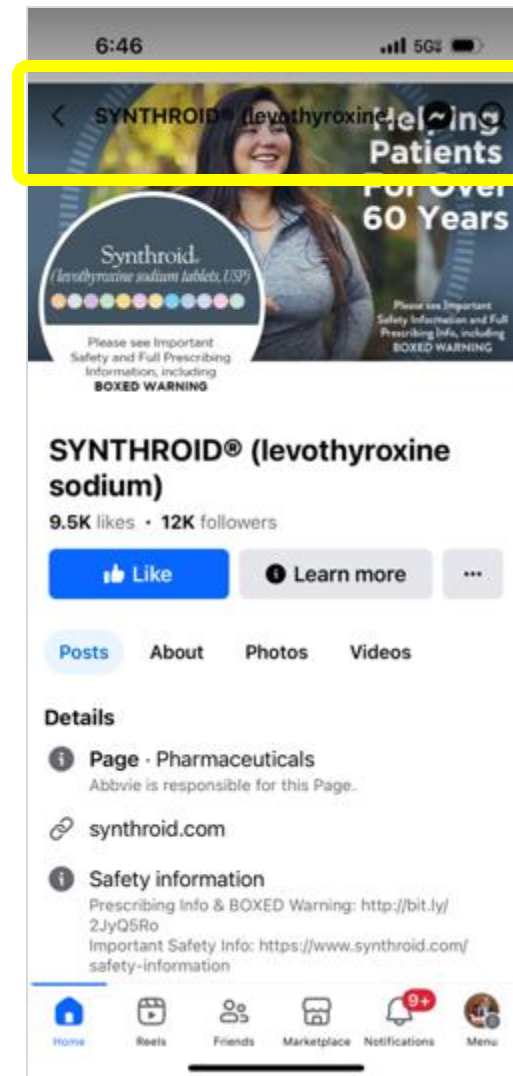 6:46
5G
SYNTHROID® (levothyroxine...
Helping
Patients
For Over
60 Years
Synthroid®
(levothyroxine sodium tablets, USP)
Please see Important
Safety and Full Prescribing
Information, including
BOXED WARNING
Please see Important
Safety Information and Full
Prescribing Info, including
BOXED WARNING
SYNTHROID® (levothyroxine
sodium)
9.5K likes • 12K followers
Like
Learn more
Posts About Photos Videos
Details
Page · Pharmaceuticals
Abbvie is responsible for this Page.
synthroid.com
Safety information
Prescribing Info & BOXED Warning: http://bit.ly/
2JyQ5Ro
Important Safety Info: https://www.synthroid.com/
safety-information
9+
Home Reels Friends Marketplace Notifications Menu